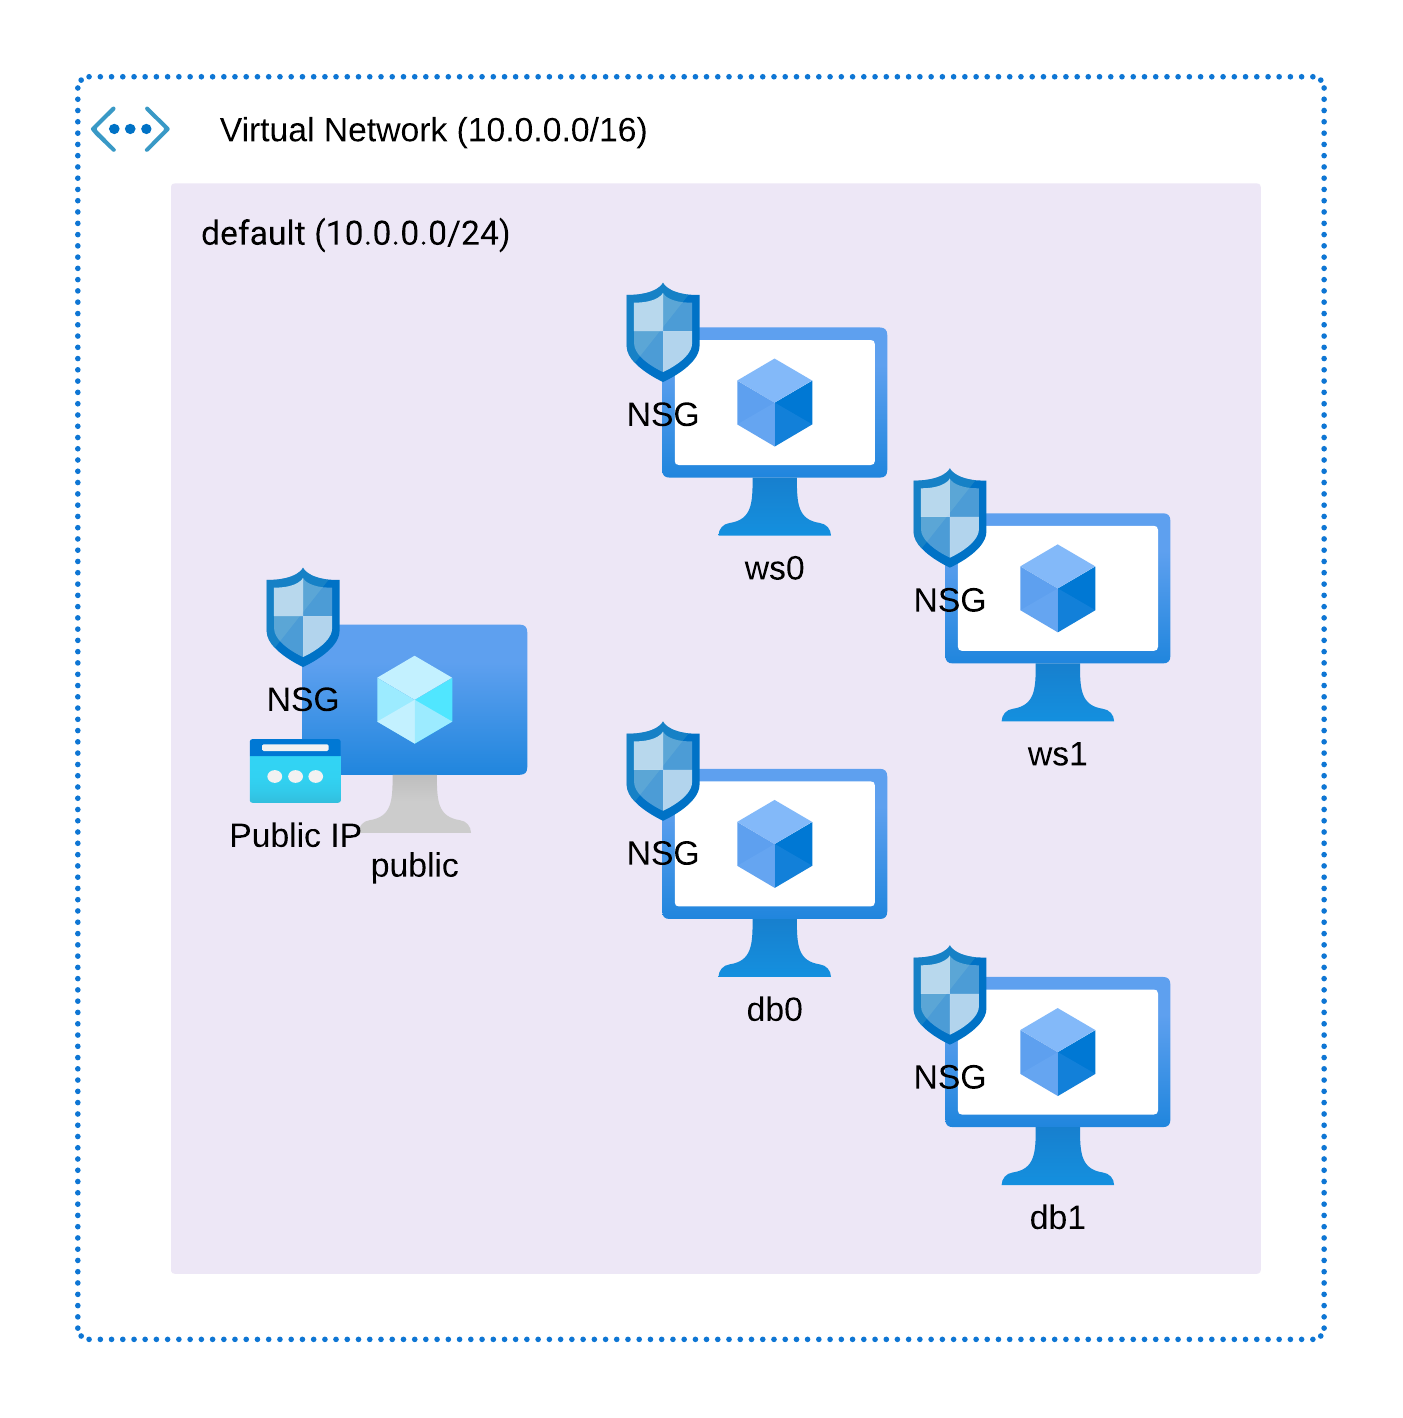 Virtual Network (10.0.0.0/16)
default (10.0.0.0/24)
NSG
ws0
NSG
ws1
NSG
Public IP
public
NSG
db0
NSG
db1